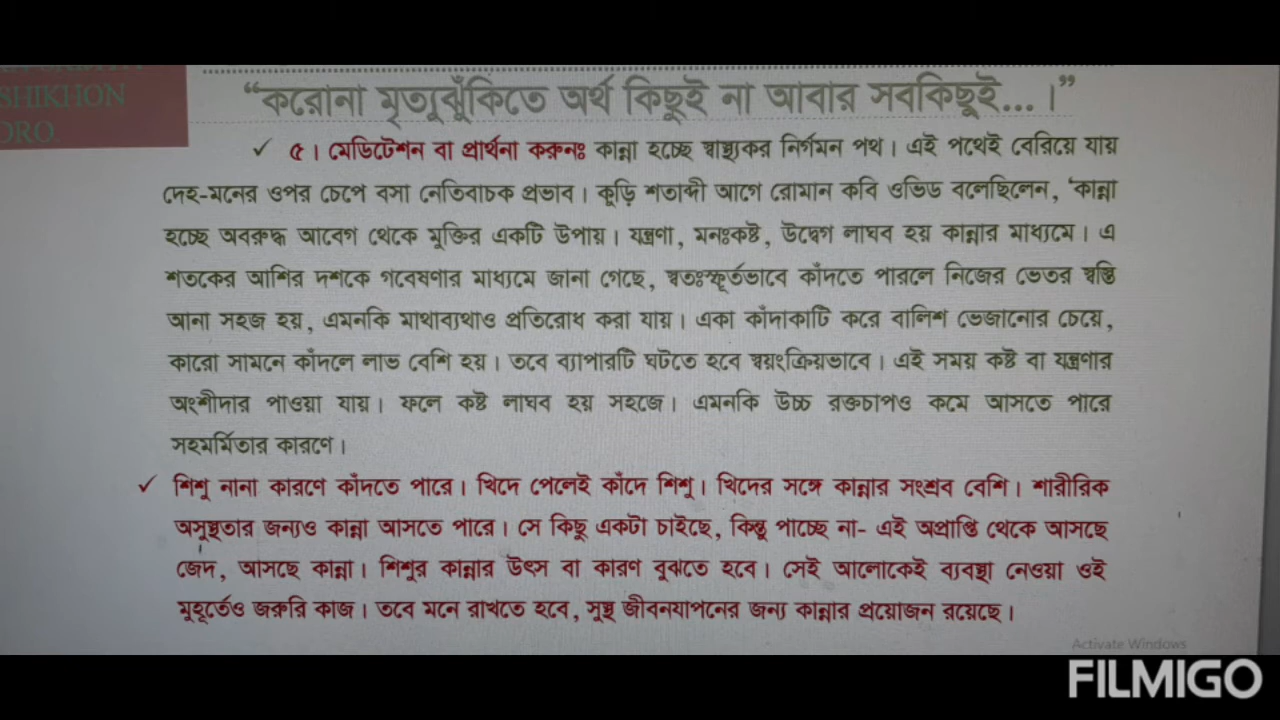 SHIKHON
ORO
“করোনা মৃত্যুঝুঁকিতে অর্থ কিছুই না আবার সবকিছুই...।”
✓ ৫। মেডিটেশন বা প্রার্থনা করুনঃ কান্না হচ্ছে স্বাস্থ্যকর নির্গমন পথ। এই পথেই বেরিয়ে যায়
দেহ-মনের ওপর চেপে বসা নেতিবাচক প্রভাব। কুড়ি শতাব্দী আগে রোমান কবি ওভিড বলেছিলেন, ‘কান্না
হচ্ছে অবরুদ্ধ আবেগ থেকে মুক্তির একটি উপায়। যন্ত্রণা, মনঃকষ্ট, উদ্বেগ লাঘব হয় কান্নার মাধ্যমে। এ
শতকের আশির দশকে গবেষণার মাধ্যমে জানা গেছে, স্বতঃস্ফূর্তভাবে কাঁদতে পারলে নিজের ভেতর স্বস্তি
আনা সহজ হয়, এমনকি মাথাব্যথাও প্রতিরোধ করা যায়। একা কাঁদাকাটি করে বালিশ ভেজানোর চেয়ে,
কারো সামনে কাঁদলে লাভ বেশি হয়। তবে ব্যাপারটি ঘটতে হবে স্বয়ংক্রিয়ভাবে। এই সময় কষ্ট বা যন্ত্রণার
অংশীদার পাওয়া যায়। ফলে কষ্ট লাঘব হয় সহজে। এমনকি উচ্চ রক্তচাপও কমে আসতে পারে
সহমর্মিতার কারণে।
✓ শিশু নানা কারণে কাঁদতে পারে। খিদে পেলেই কাঁদে শিশু। খিদের সঙ্গে কান্নার সংশ্রব বেশি। শারীরিক
অসুস্থতার জন্যও কান্না আসতে পারে। সে কিছু একটা চাইছে, কিন্তু পাচ্ছে না- এই অপ্রাপ্তি থেকে আসছে
জেদ, আসছে কান্না। শিশুর কান্নার উৎস বা কারণ বুঝতে হবে। সেই আলোকেই ব্যবস্থা নেওয়া ওই
মুহূর্তেও জরুরি কাজ। তবে মনে রাখতে হবে, সুস্থ জীবনযাপনের জন্য কান্নার প্রয়োজন রয়েছে।
Activate Windows
FILMIGO